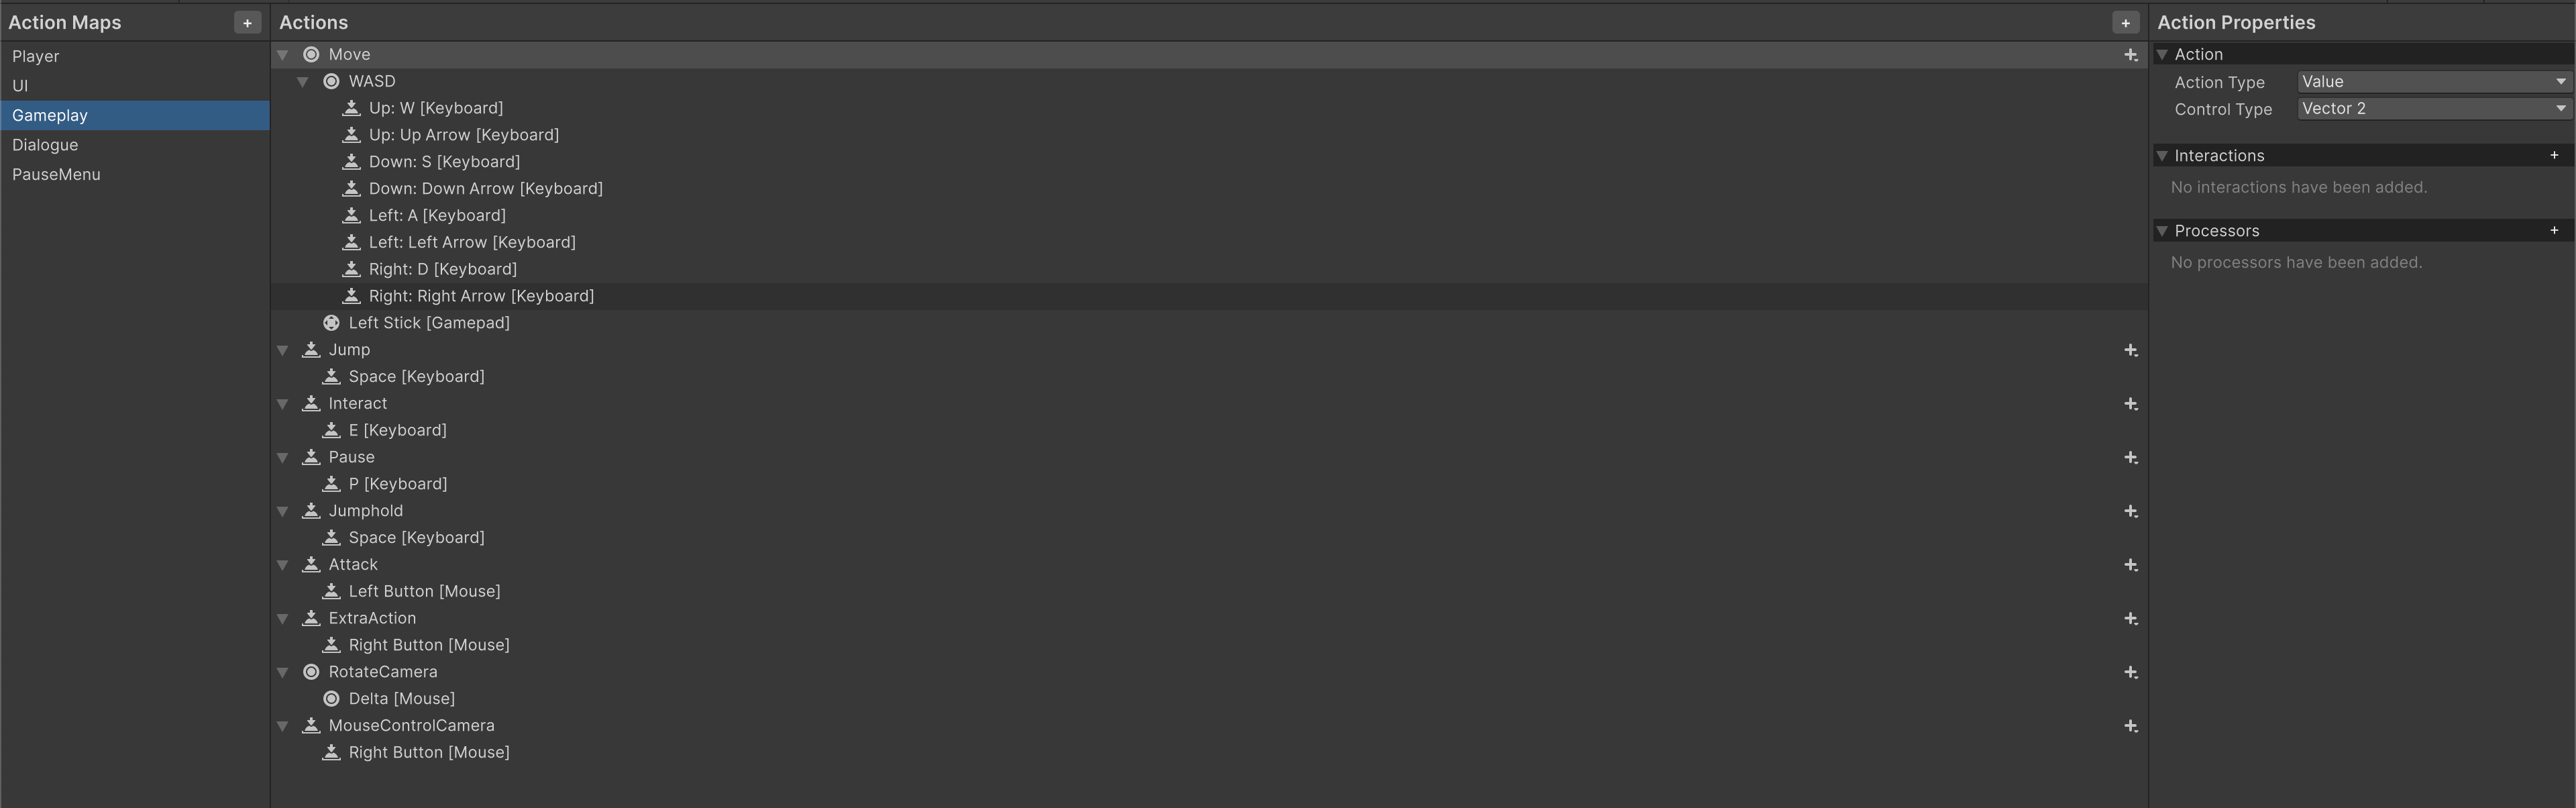 Action Maps
+
Player
UI
Gameplay
Dialogue
PauseMenu
Actions
+
Move
WASD
Up: W [Keyboard]
Up: Up Arrow [Keyboard]
Down: S [Keyboard]
Down: Down Arrow [Keyboard]
Left: A [Keyboard]
Left: Left Arrow [Keyboard]
Right: D [Keyboard]
Right: Right Arrow [Keyboard]
Left Stick [Gamepad]
Jump
Space [Keyboard]
Interact
E [Keyboard]
Pause
P [Keyboard]
Jumphold
Space [Keyboard]
Attack
Left Button [Mouse]
ExtraAction
Right Button [Mouse]
RotateCamera
Delta [Mouse]
MouseControlCamera
Right Button [Mouse]
Action Properties
Action
Action Type Value
Control Type Vector 2
Interactions +
No interactions have been added.
Processors +
No processors have been added.